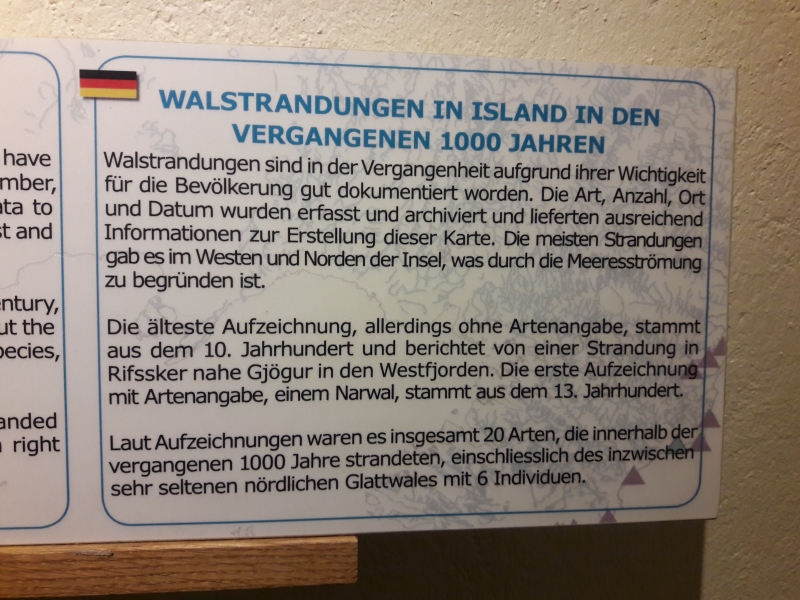 have
mber,
ata to
st and
entury,
ut the
pecies,
anded
right
WALSTRANDUNGEN IN ISLAND IN DEN
VERGANGENEN 1000 JAHREN
Walstrandungen sind in der Vergangenheit aufgrund ihrer Wichtigkeit
für die Bevölkerung gut dokumentiert worden. Die Art, Anzahl, Ort
und Datum wurden erfasst und archiviert und lieferten ausreichend
Informationen zur Erstellung dieser Karte. Die meisten Strandungen
gab es im Westen und Norden der Insel, was durch die Meeresströmung
zu begründen ist.
Die älteste Aufzeichnung, allerdings ohne Artenangabe, stammt
aus dem 10. Jahrhundert und berichtet von einer Strandung in
Rifssker nahe Gjögur in den Westfjorden. Die erste Aufzeichnung
mit Artenangabe, einem Narwal, stammt aus dem 13. Jahrhundert.
Laut Aufzeichnungen waren es insgesamt 20 Arten, die innerhalb der
vergangenen 1000 Jahre strandeten, einschliesslich des inzwischen
sehr seltenen nördlichen Glattwales mit 6 Individuen.